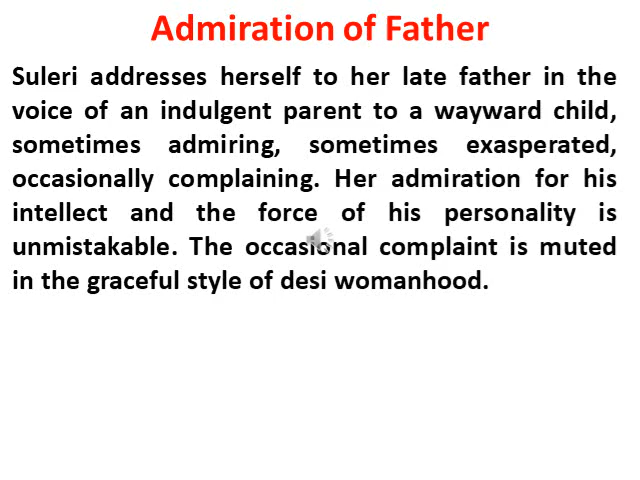 Admiration of Father
Suleri addresses herself to her late father in the
voice of an indulgent parent to a wayward child,
sometimes admiring, sometimes exasperated,
occasionally complaining. Her admiration for his
intellect and the force of his personality is
unmistakable. The occasional complaint is muted
in the graceful style of desi womanhood.